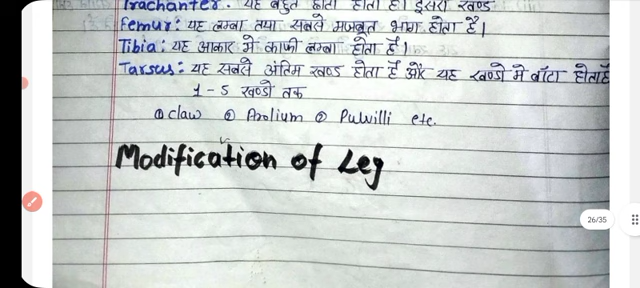 Trachanter: यह बहुत छोटा होता है। दूसरा खण्ड
Femur: यह लम्बा तथा सबसे मजबूत भाग होता है।
Tibia: यह आकार में काफी लम्बा होता है।
Tarsus: यह सबसे अंतिम खण्ड होता है और यह खण्डो में बाँटा होता है
1-5 खण्डो तक
① claw ② Arolium ③ Pulvilli etc.
Modification of Leg
26/35